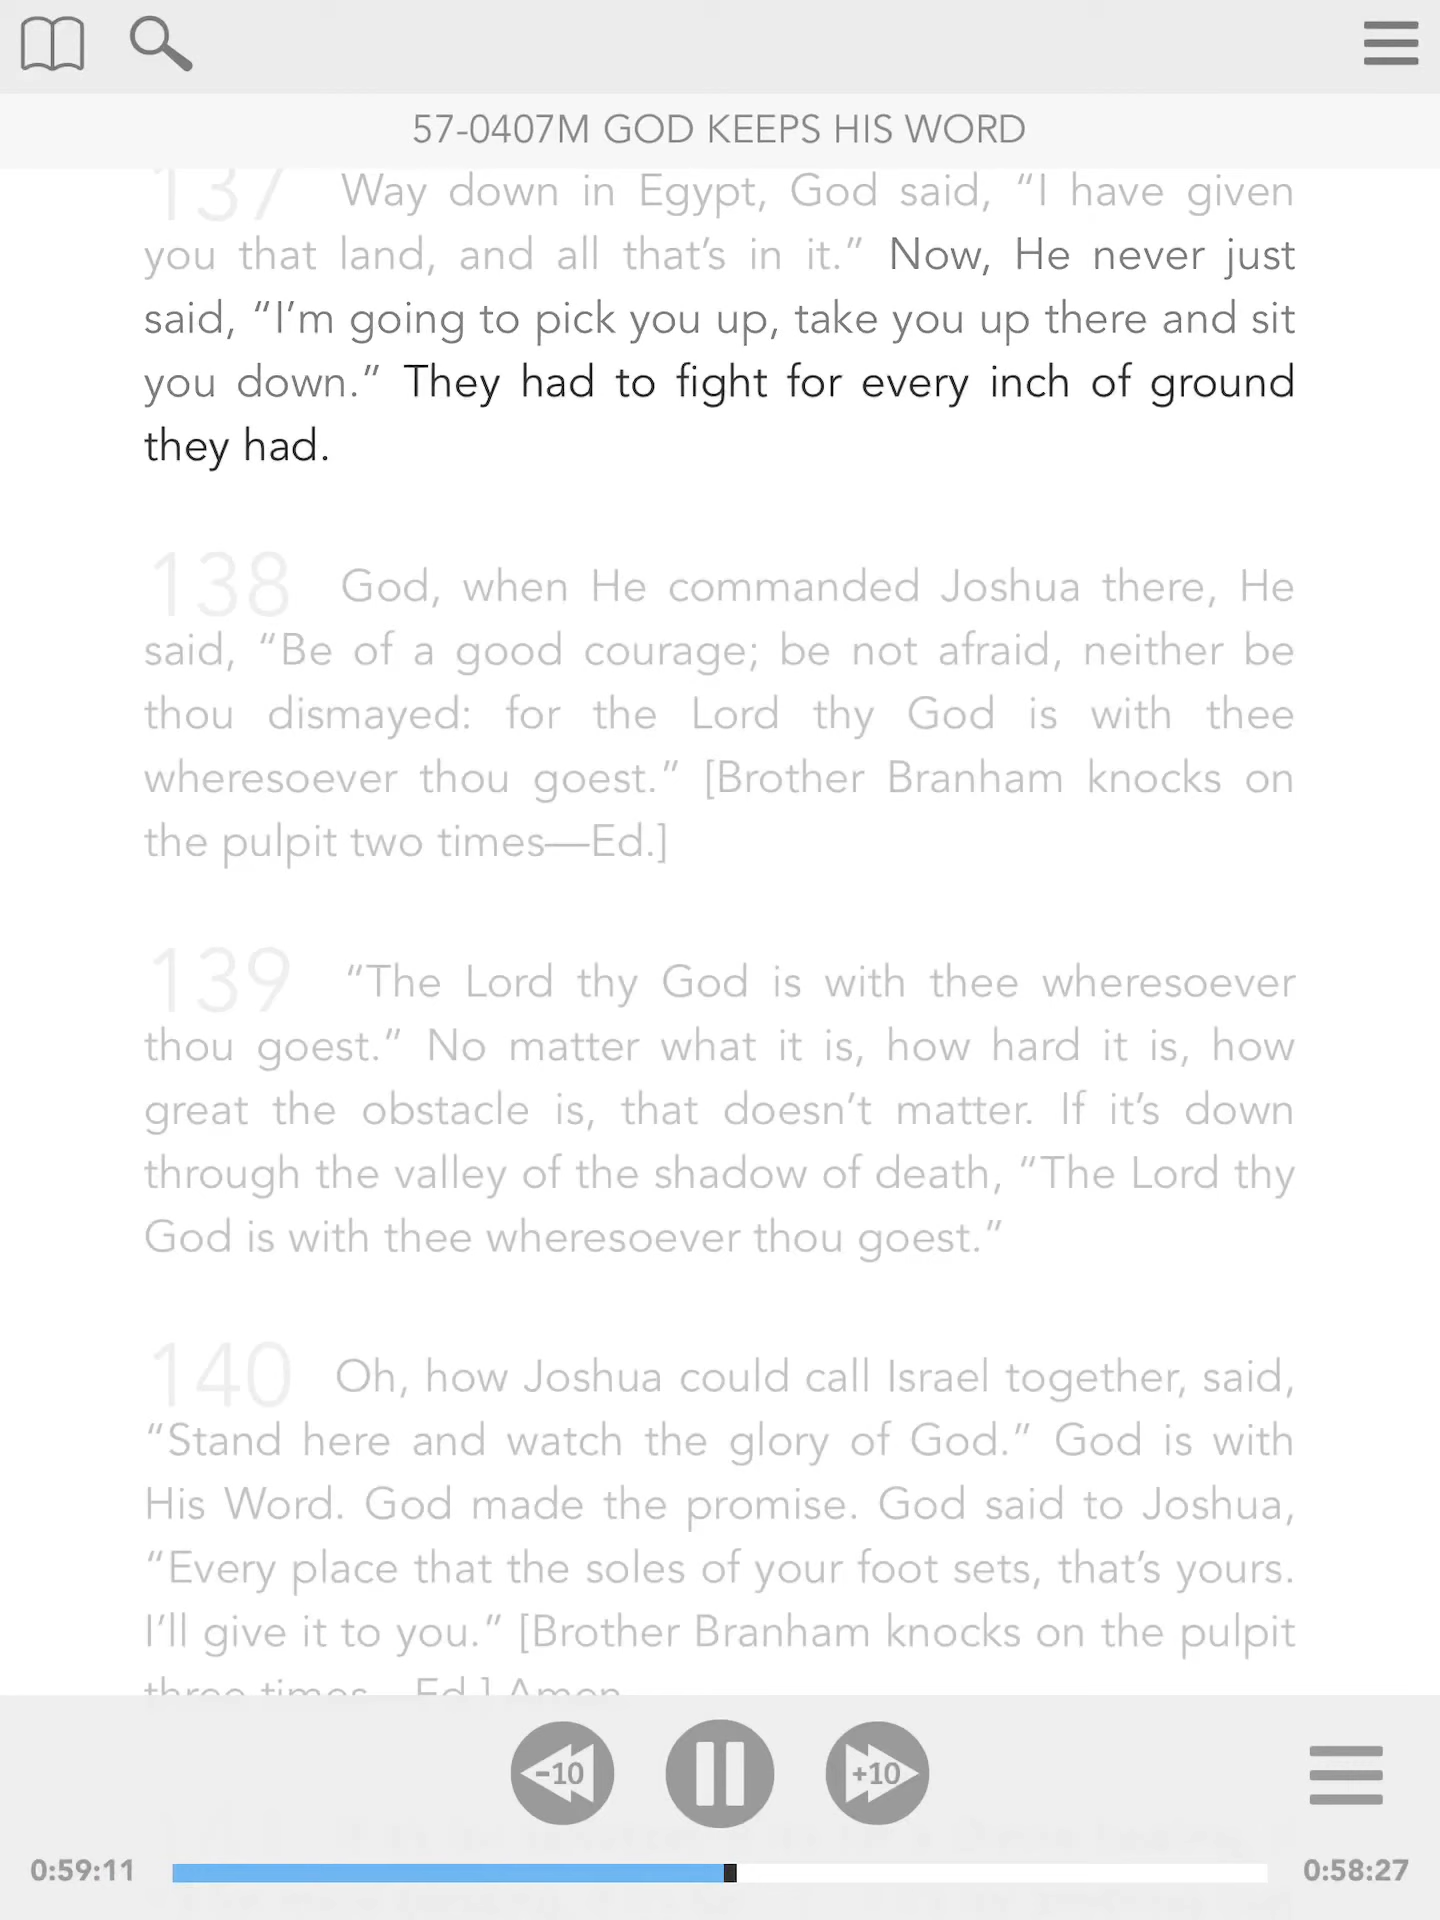 57-0407M GOD KEEPS HIS WORD
137 Way down in Egypt, God said, “I have given
you that land, and all that’s in it.” Now, He never just
said, “I’m going to pick you up, take you up there and sit
you down.” They had to fight for every inch of ground
they had.
138 God, when He commanded Joshua there, He
said, “Be of a good courage; be not afraid, neither be
thou dismayed: for the Lord thy God is with thee
wheresoever thou goest.” [Brother Branham knocks on
the pulpit two times—Ed.]
139 “The Lord thy God is with thee wheresoever
thou goest.” No matter what it is, how hard it is, how
great the obstacle is, that doesn’t matter. If it’s down
through the valley of the shadow of death, “The Lord thy
God is with thee wheresoever thou goest.”
140 Oh, how Joshua could call Israel together, said,
“Stand here and watch the glory of God.” God is with
His Word. God made the promise. God said to Joshua,
“Every place that the soles of your foot sets, that’s yours.
I’ll give it to you.” [Brother Branham knocks on the pulpit
three times—Ed.] Amen.
-10 +10
0:59:11 0:58:27